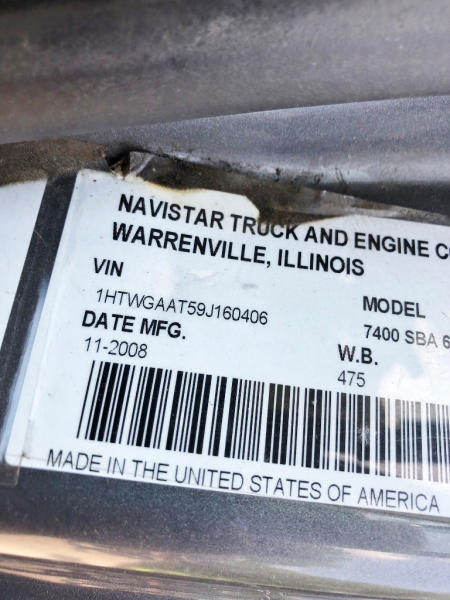 NAVISTAR TRUCK AND ENGINE CO
WARRENVILLE, ILLINOIS
VIN
1HTWGAAT59J160406
MODEL
DATE MFG.
7400 SBA 6
11-2008
W.B.
475
MADE IN THE UNITED STATES OF AMERICA